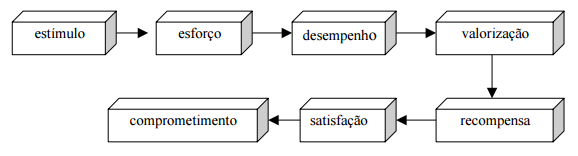 estímulo
esforço
desempenho
valorização
recompensa
satisfação
comprometimento